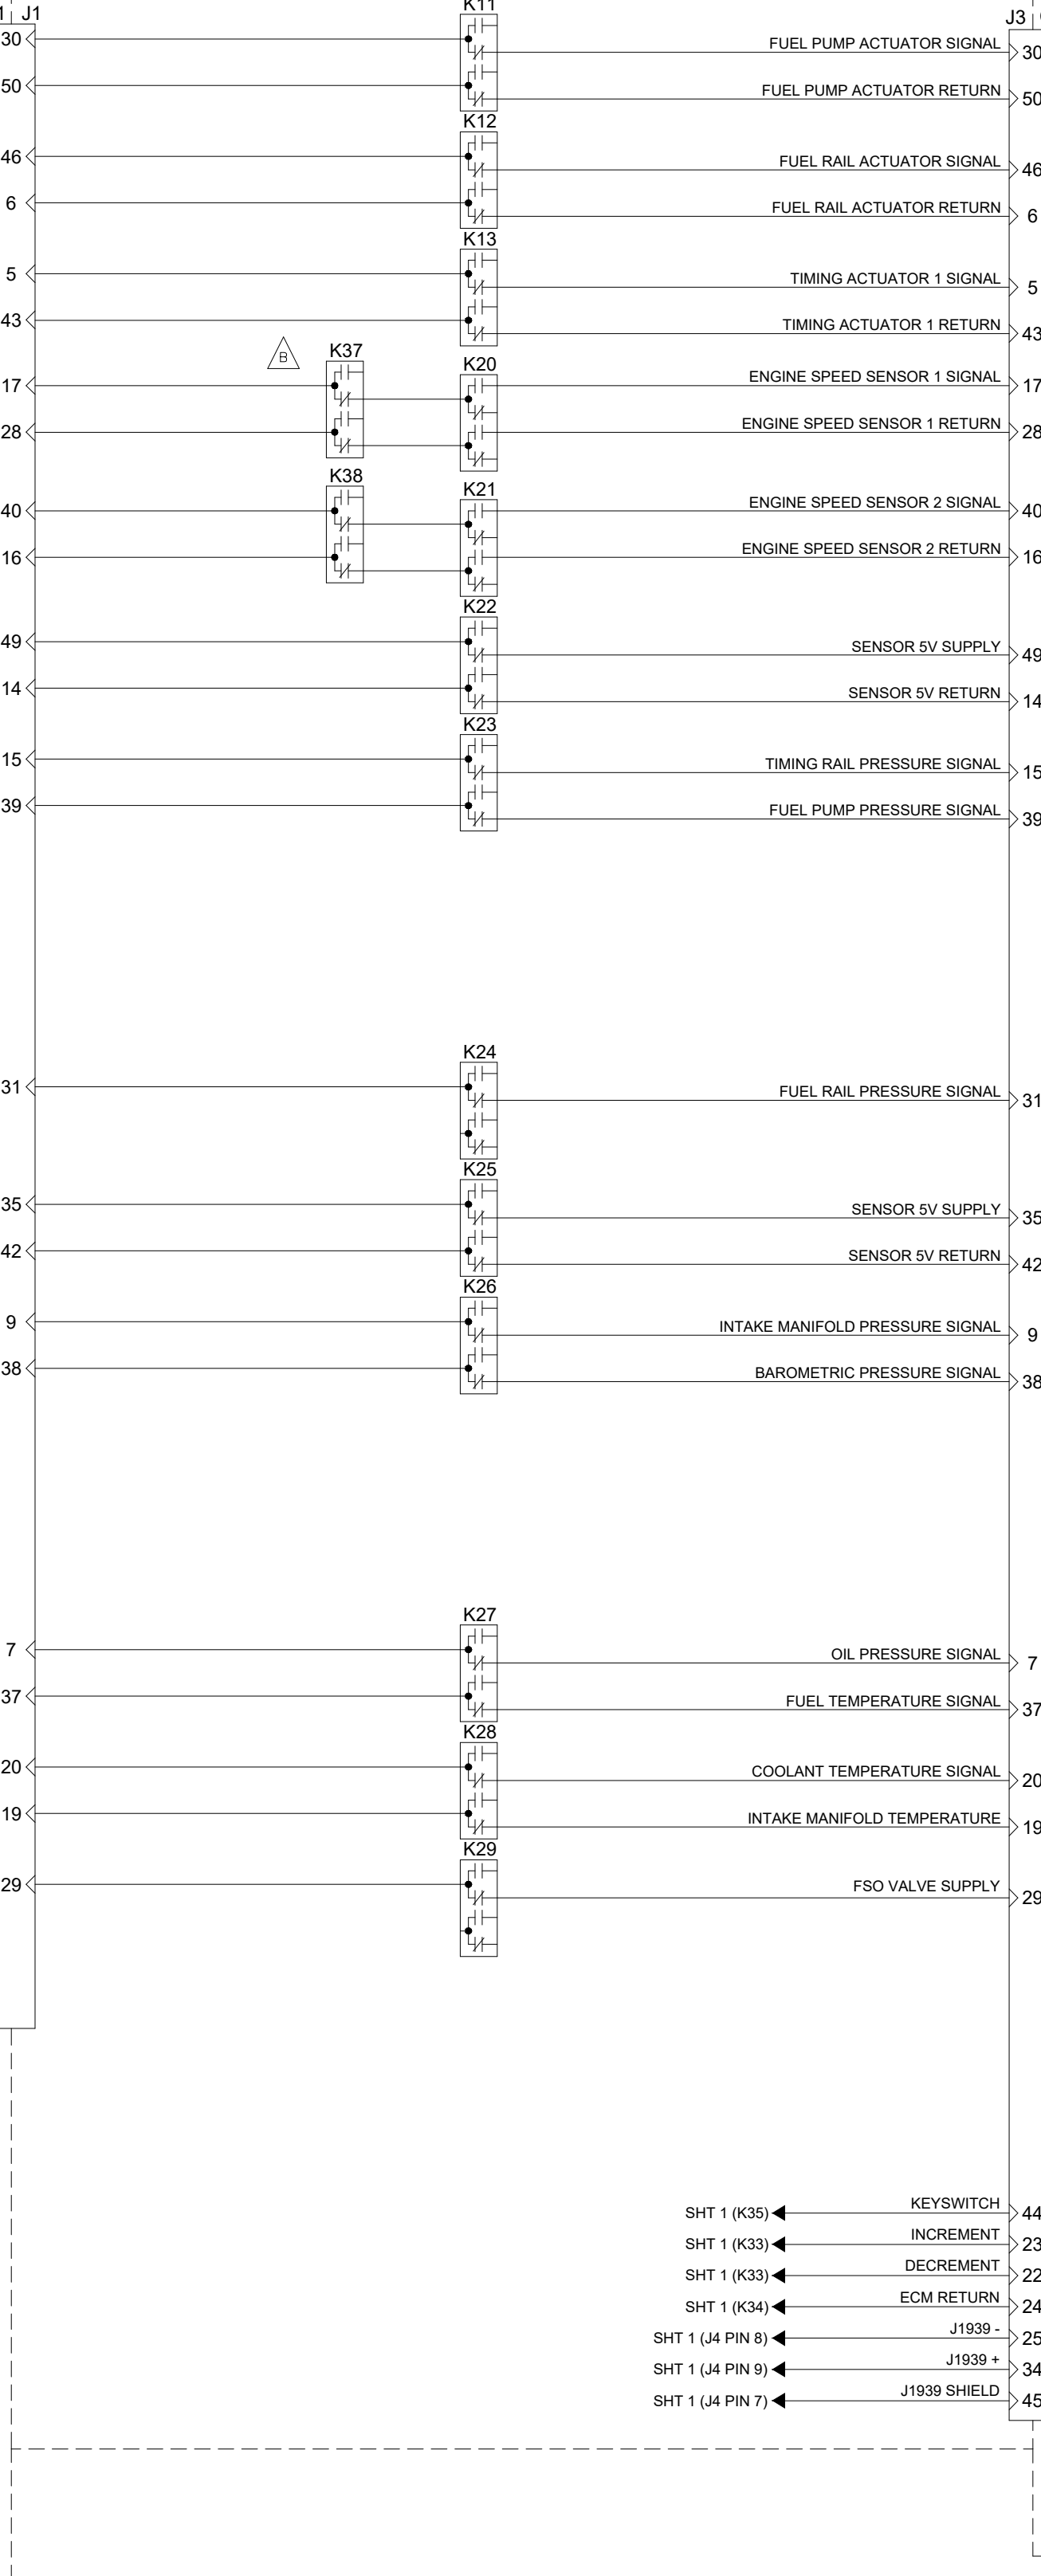 1 J1
K11
J3
30
FUEL PUMP ACTUATOR SIGNAL
30
50
FUEL PUMP ACTUATOR RETURN
50
K12
46
FUEL RAIL ACTUATOR SIGNAL
46
6
FUEL RAIL ACTUATOR RETURN
6
K13
5
TIMING ACTUATOR 1 SIGNAL
5
43
TIMING ACTUATOR 1 RETURN
43
B
K37
K20
17
ENGINE SPEED SENSOR 1 SIGNAL
17
28
ENGINE SPEED SENSOR 1 RETURN
28
K38
K21
40
ENGINE SPEED SENSOR 2 SIGNAL
40
16
ENGINE SPEED SENSOR 2 RETURN
16
K22
49
SENSOR 5V SUPPLY
49
14
SENSOR 5V RETURN
14
K23
15
TIMING RAIL PRESSURE SIGNAL
15
39
FUEL PUMP PRESSURE SIGNAL
39
K24
31
FUEL RAIL PRESSURE SIGNAL
31
K25
35
SENSOR 5V SUPPLY
35
42
SENSOR 5V RETURN
42
K26
9
INTAKE MANIFOLD PRESSURE SIGNAL
9
38
BAROMETRIC PRESSURE SIGNAL
38
K27
7
OIL PRESSURE SIGNAL
7
37
FUEL TEMPERATURE SIGNAL
37
K28
20
COOLANT TEMPERATURE SIGNAL
20
19
INTAKE MANIFOLD TEMPERATURE
19
K29
29
FSO VALVE SUPPLY
29
SHT 1 (K35)
KEYSWITCH
44
SHT 1 (K33)
INCREMENT
23
SHT 1 (K33)
DECREMENT
22
SHT 1 (K34)
ECM RETURN
24
SHT 1 (J4 PIN 8)
J1939 -
25
SHT 1 (J4 PIN 9)
J1939 +
34
SHT 1 (J4 PIN 7)
J1939 SHIELD
45